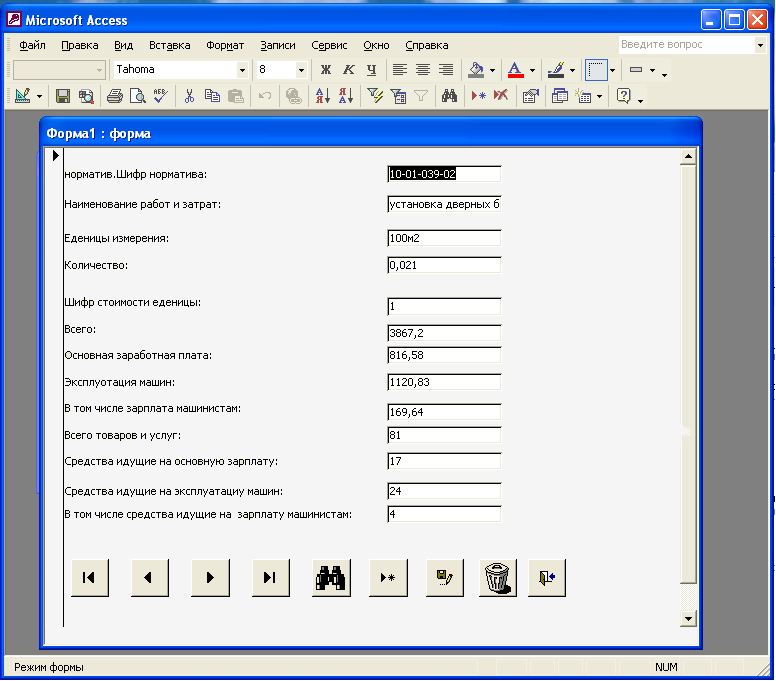 Microsoft Access
Файл Правка Вид Вставка Формат Записи Сервис Окно Справка
Введите вопрос
Tahoma 8 Ж К Ч
Форма1 : форма
норматив.Шифр норматива: 10-01-039-02
Наименование работ и затрат: установка дверных б
Еденицы измерения: 100м2
Количество: 0,021
Шифр стоимости еденицы: 1
Всего: 3867,2
Основная заработная плата: 816,58
Эксплуотация машин: 1120,83
В том числе зарплата машинистам: 169,64
Всего товаров и услуг: 81
Средства идущие на основную зарплату: 17
Средства идущие на эксплуатациу машин: 24
В том числе средства идущие на зарплату машинистам: 4
Режим формы NUM